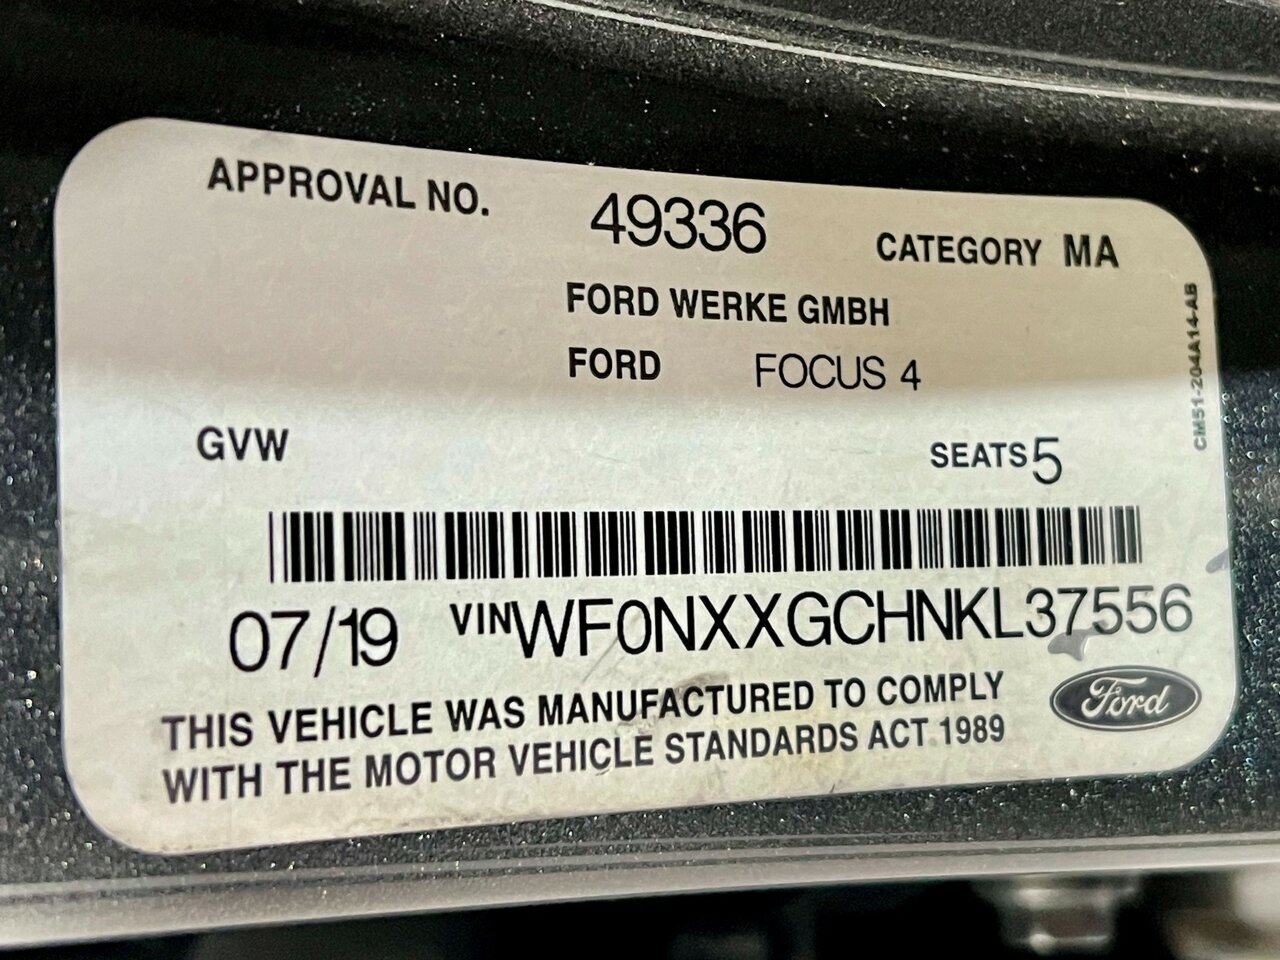 APPROVAL NO. 49336 CATEGORY MA
FORD WERKE GMBH
FORD FOCUS 4
CM51-204A14-AB
GVW SEATS 5
07/19 VIN WF0NXXGCHNKL37556
THIS VEHICLE WAS MANUFACTURED TO COMPLY
WITH THE MOTOR VEHICLE STANDARDS ACT 1989
Ford